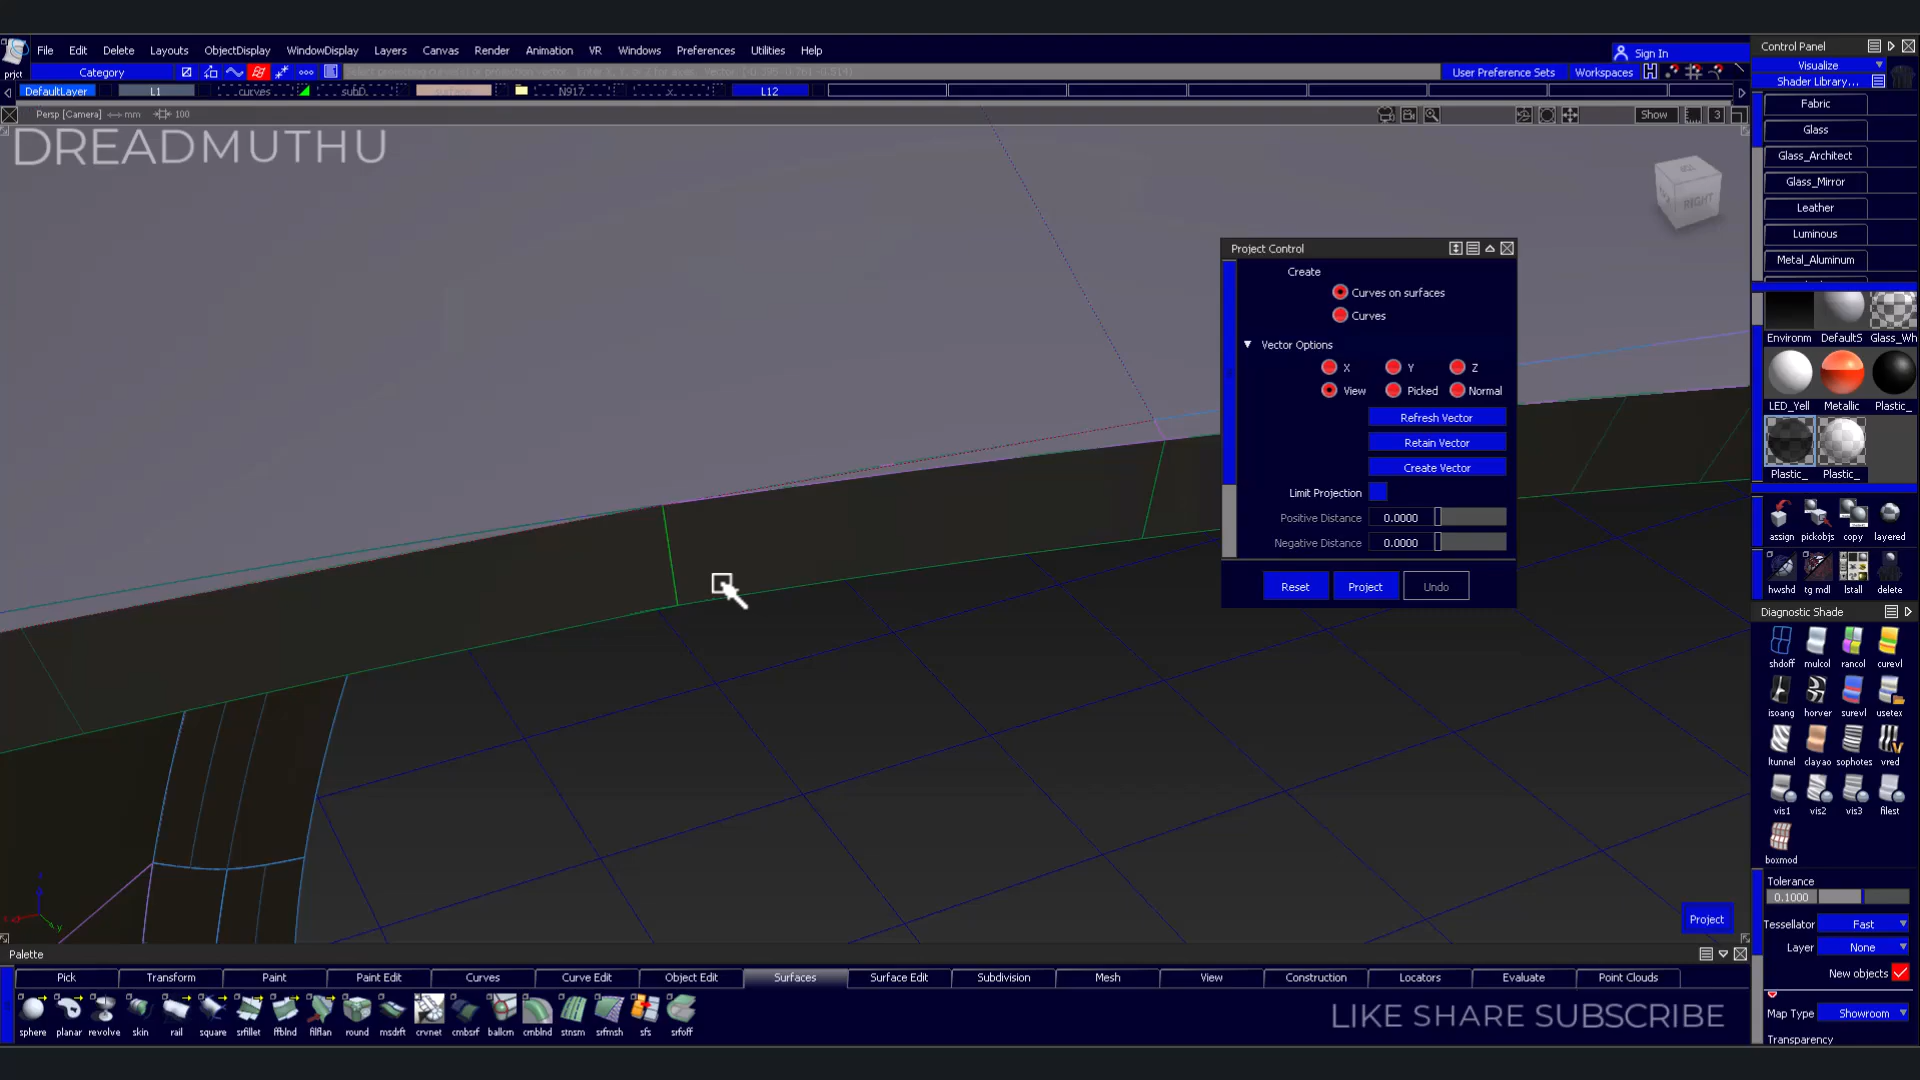 File Edit Delete Layouts ObjectDisplay WindowDisplay Layers Canvas Render Animation VR Windows Preferences Utilities Help
Sign In
prjct
Category
User Preference Sets
Workspaces
DefaultLayer
L1
curves
subD
surface
N917
x
L12
Persp [Camera]
mm
100
Show
3
DREADMUTHU
RIGHT
Project Control
Create
Curves on surfaces
Curves
Vector Options
X Y Z
View Picked Normal
Refresh Vector
Retain Vector
Create Vector
Limit Projection
Positive Distance 0.0000
Negative Distance 0.0000
Reset Project Undo
Project
Control Panel
Visualize
Shader Library...
Fabric
Glass
Glass_Architect
Glass_Mirror
Leather
Luminous
Metal_Aluminum
Environm DefaultS Glass_Wh
LED_Yell Metallic Plastic_
Plastic_ Plastic_
assign pickobjs copy layered
hwshd tg mdl lstall delete
Diagnostic Shade
shdoff mulcol rancol curevl
isoang horver surevl usetex
ltunnel clayao sophotes vred
vis1 vis2 vis3 filest
boxmod
Tolerance
0.1000
Tessellator Fast
Layer None
New objects
Map Type Showroom
Transparency
Palette
Pick Transform Paint Paint Edit Curves Curve Edit Object Edit Surfaces Surface Edit Subdivision Mesh View Construction Locators Evaluate Point Clouds
sphere planar revolve skin rail square srfillet ffblnd filflan round msdrft crvnet cmbsrf ballcrn cmblnd stnsm srfmsh sfs srfoff
LIKE SHARE SUBSCRIBE